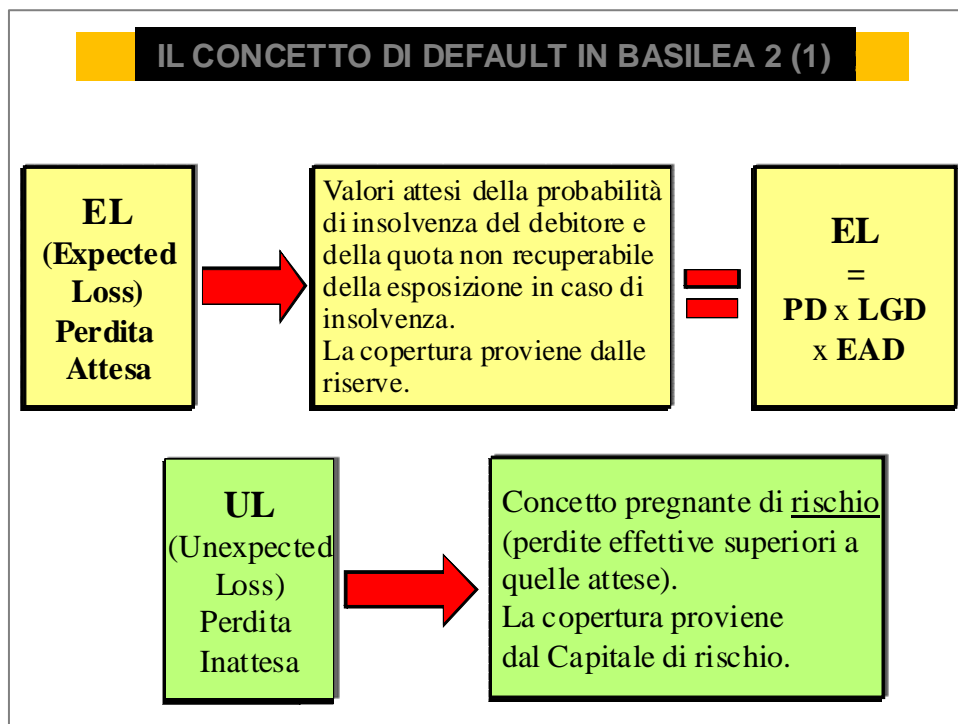 IL CONCETTO DI DEFAULT IN BASILEA 2 (1)
EL
(Expected
Loss)
Perdita
Attesa
Valori attesi della probabilità
di insolvenza del debitore e
della quota non recuperabile
della esposizione in caso di
insolvenza.
La copertura proviene dalle
riserve.
EL
=
PD x LGD
x EAD
UL
(Unexpected
Loss)
Perdita
Inattesa
Concetto pregnante di rischio
(perdite effettive superiori a
quelle attese).
La copertura proviene
dal Capitale di rischio.